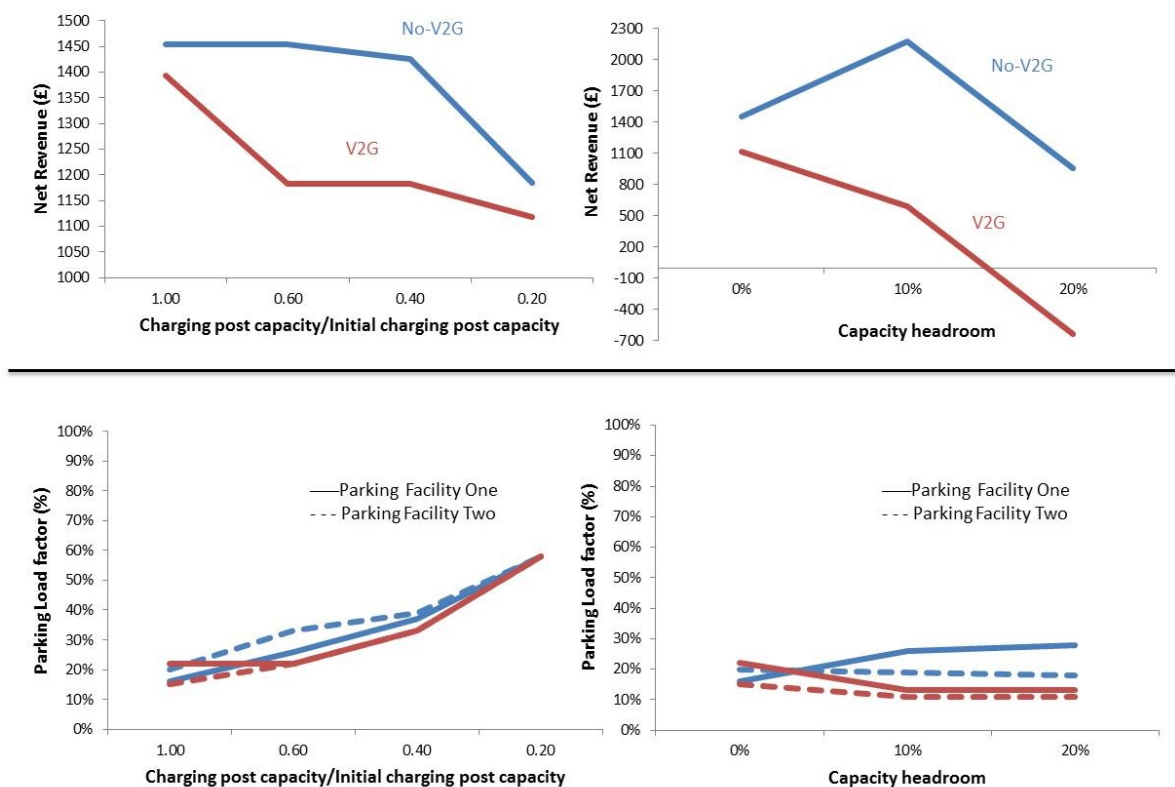 Net Revenue (£)
1500
1450
1400
1350
1300
1250
1200
1150
1100
1050
1000
No-V2G
V2G
1.00 0.60 0.40 0.20
Charging post capacity/Initial charging post capacity
Net Revenue (£)
2300
2000
1700
1400
1100
800
500
200
-100
-400
-700
No-V2G
V2G
0% 10% 20%
Capacity headroom
Parking Load factor (%)
100%
90%
80%
70%
60%
50%
40%
30%
20%
10%
0%
Parking Facility One
Parking Facility Two
1.00 0.60 0.40 0.20
Charging post capacity/Initial charging post capacity
Parking Load factor (%)
100%
90%
80%
70%
60%
50%
40%
30%
20%
10%
0%
Parking Facility One
Parking Facility Two
0% 10% 20%
Capacity headroom